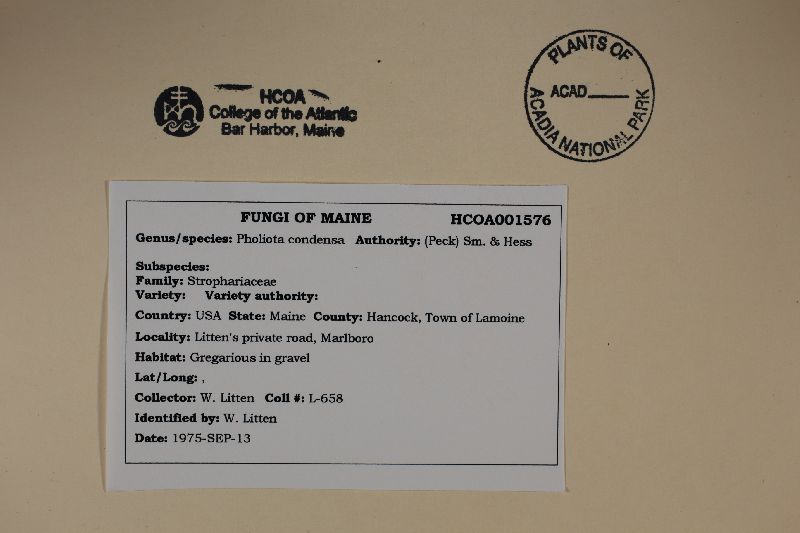 HCOA
College of the Atlantic
Bar Harbor, Maine
PLANTS OF
ACAD____
ACADIA NATIONAL PARK
FUNGI OF MAINE HCOA001576
Genus/species: Pholiota condensa Authority: (Peck) Sm. & Hess
Subspecies:
Family: Strophariaceae
Variety: Variety authority:
Country: USA State: Maine County: Hancock, Town of Lamoine
Locality: Litten's private road, Marlboro
Habitat: Gregarious in gravel
Lat/Long: ,
Collector: W. Litten Coll #: L-658
Identified by: W. Litten
Date: 1975-SEP-13